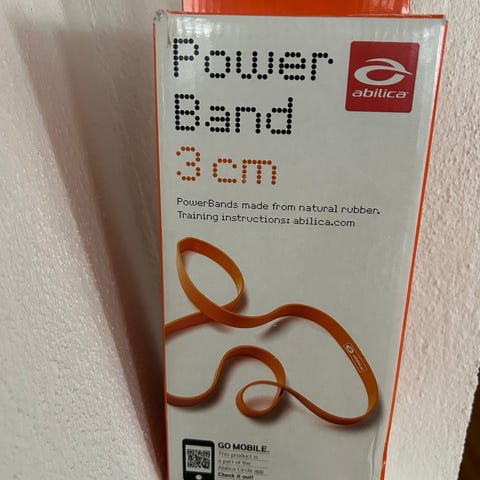 Power
Band
3 cm
abilica
PowerBands made from natural rubber.
Training instructions: abilica.com
GO MOBILE.
This product is
a part of the
Abilica Circle app
Check it out!